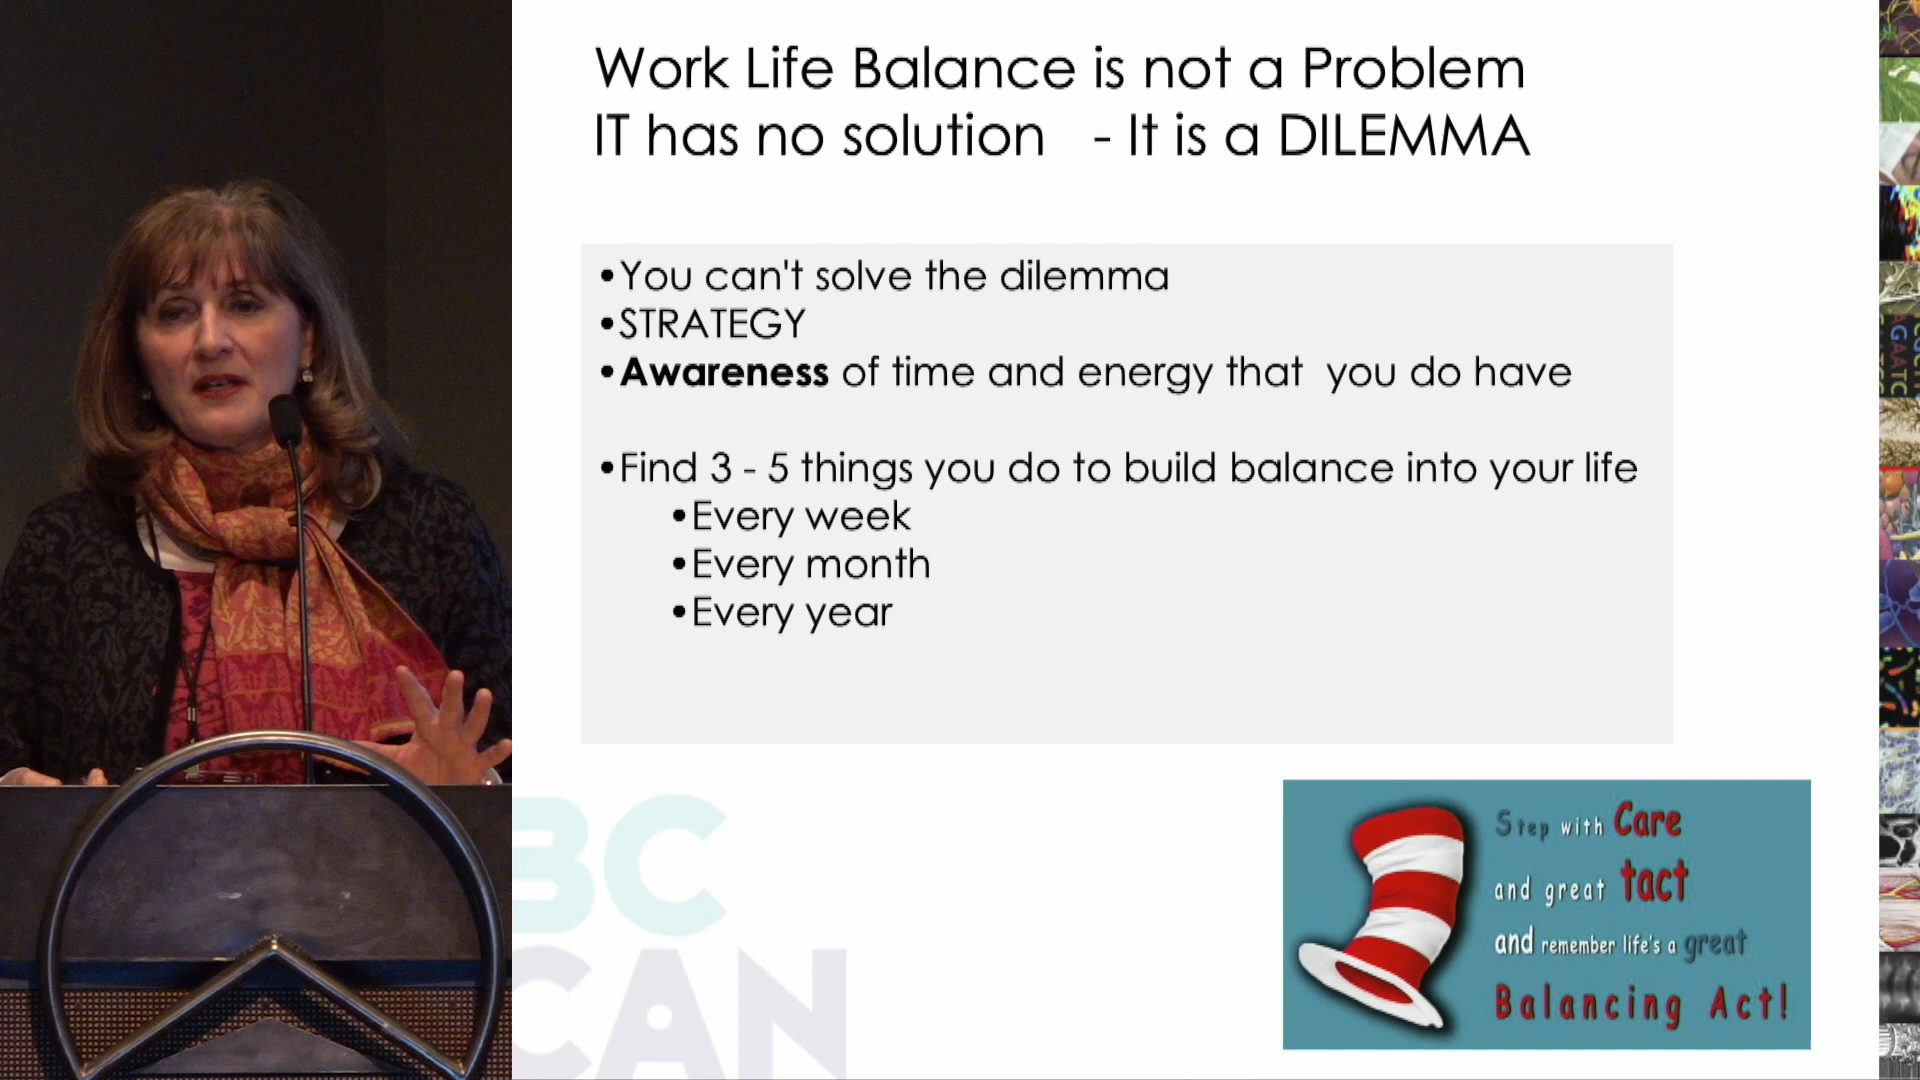 Work Life Balance is not a Problem
IT has no solution - It is a DILEMMA
•You can't solve the dilemma
•STRATEGY
•Awareness of time and energy that you do have
•Find 3 - 5 things you do to build balance into your life
•Every week
•Every month
•Every year
BC
CAN
Step with Care
and great tact
and remember life's a great
Balancing Act!
GAATC